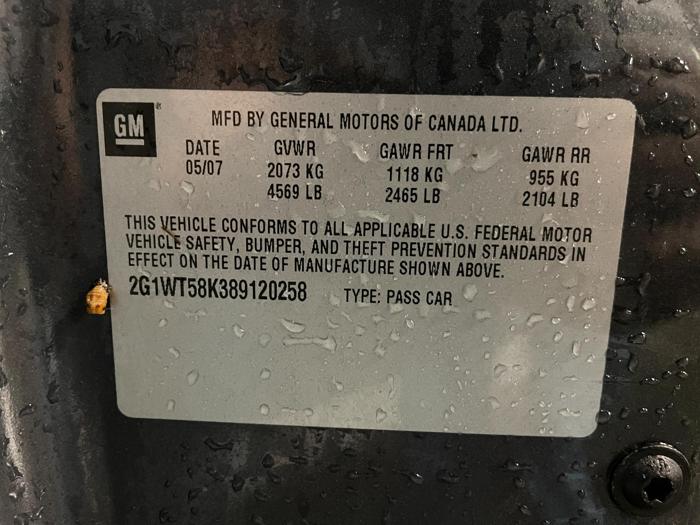 GM
MFD BY GENERAL MOTORS OF CANADA LTD.
DATE GVWR GAWR FRT GAWR RR
05/07 2073 KG 1118 KG 955 KG
4569 LB 2465 LB 2104 LB
THIS VEHICLE CONFORMS TO ALL APPLICABLE U.S. FEDERAL MOTOR
VEHICLE SAFETY, BUMPER, AND THEFT PREVENTION STANDARDS IN
EFFECT ON THE DATE OF MANUFACTURE SHOWN ABOVE.
2G1WT58K389120258 TYPE: PASS CAR